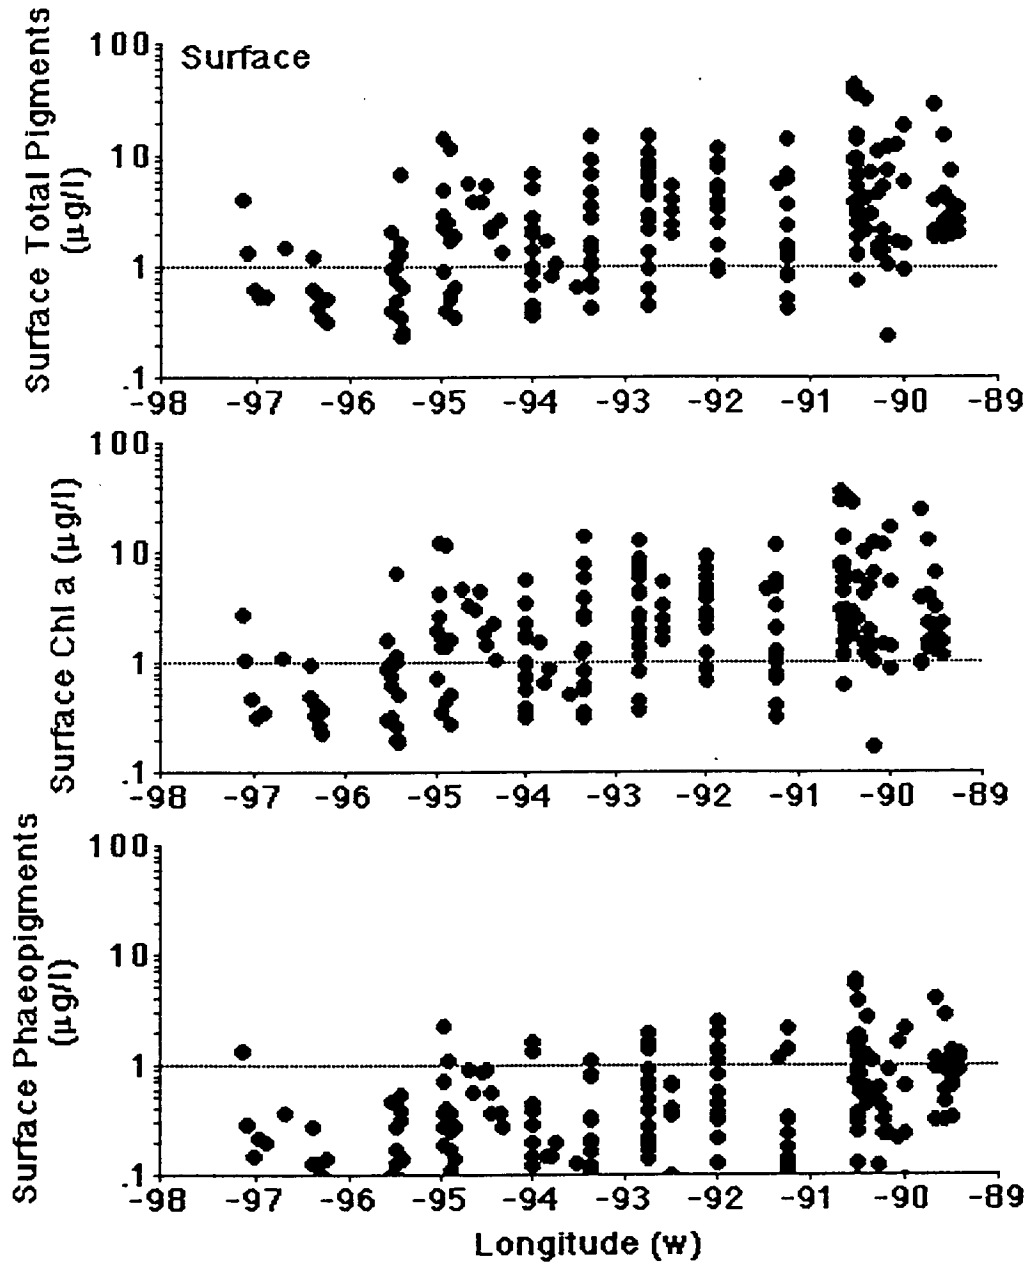 Surface
Surface Total Pigments
(µg/l)
100
10
1
.1
-98 -97 -96 -95 -94 -93 -92 -91 -90 -89
Surface Chl a (µg/l)
100
10
1
.1
-98 -97 -96 -95 -94 -93 -92 -91 -90 -89
Surface Phaeopigments
(µg/l)
100
10
1
.1
-98 -97 -96 -95 -94 -93 -92 -91 -90 -89
Longitude (w)